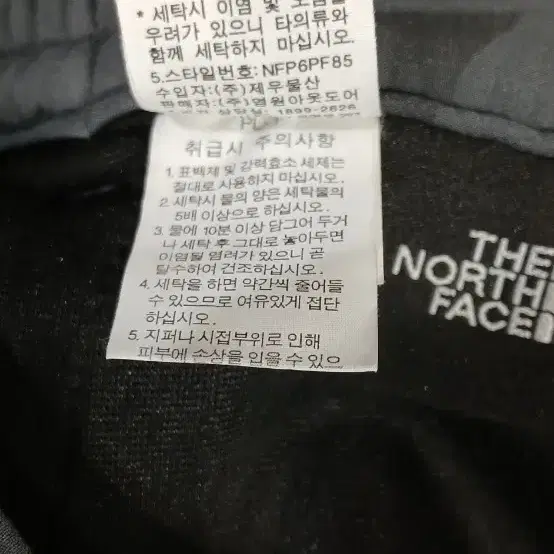 * 세탁시 이염 및
우려가 있으니 타의류와
함께 세탁하지 마십시오.
5.스타일번호: NFP6PF85
수입자:(주)제우물산
판매자:(주)영원아웃도어
취급시 주의사항
1. 표백제 및 강력효소 세제는
절대로 사용하지 마십시오.
2. 세탁시 물의 양은 세탁물의
5배 이상으로 하십시오.
3. 물에 10분 이상 담그어 두거
나 세탁 후 그대로 놓아두면
이염될 염려가 있으니 곧
탈수하여 건조하십시오.
4. 세탁을 하면 약간씩 줄어들
수 있으므로 여유있게 접단
하십시오.
5. 지퍼나 시접부위로 인해
피부에 손상을 입을 수 있으
THE
NORTH
FACE